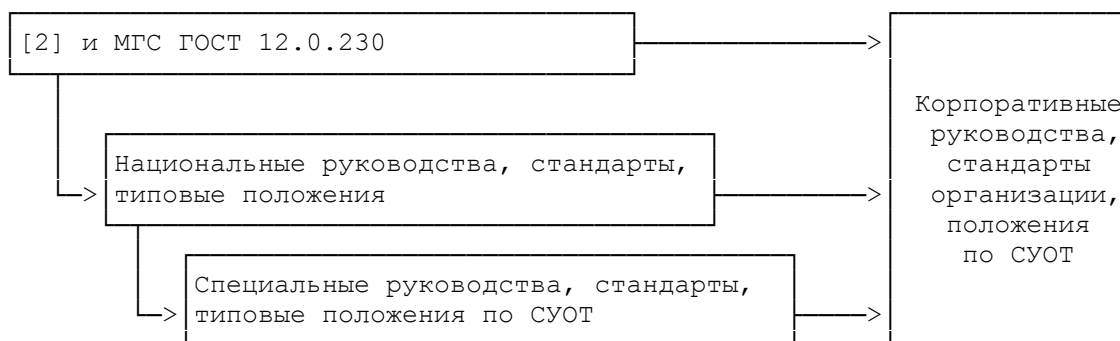 [2] и МГС ГОСТ 12.0.230
Национальные руководства, стандарты,
типовые положения
Специальные руководства, стандарты,
типовые положения по СУОТ
Корпоративные
руководства,
стандарты
организации,
положения
по СУОТ